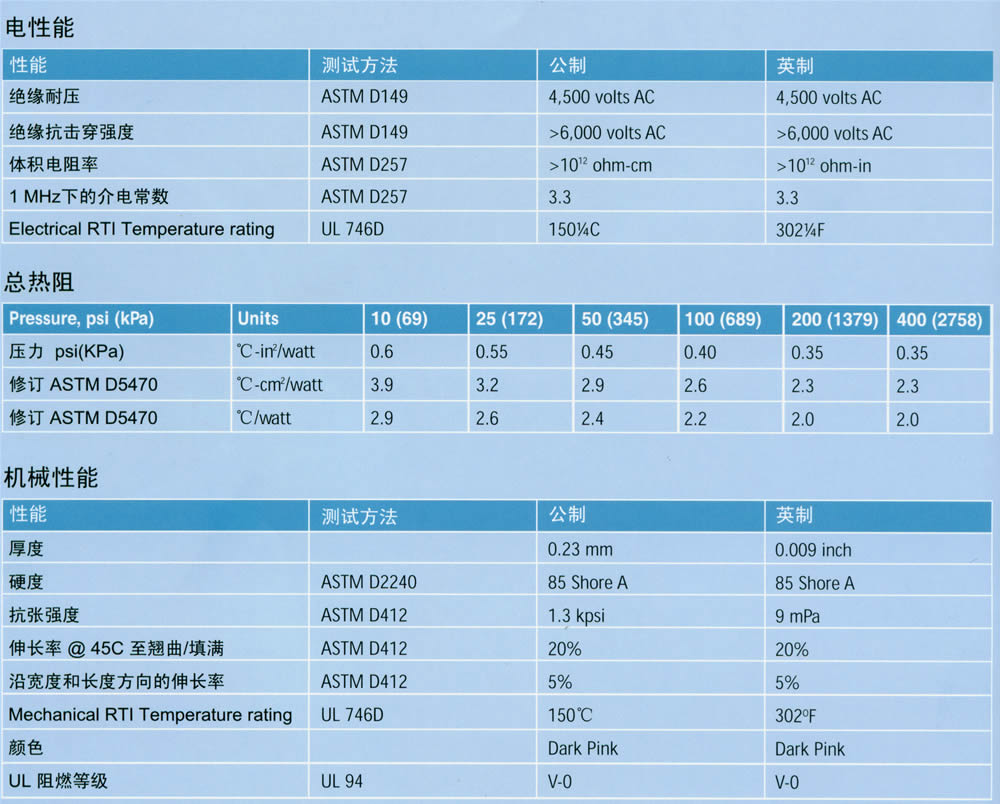 电性能
性能 测试方法 公制 英制
绝缘耐压 ASTM D149 4,500 volts AC 4,500 volts AC
绝缘抗击穿强度 ASTM D149 >6,000 volts AC >6,000 volts AC
体积电阻率 ASTM D257 >10¹² ohm-cm >10¹² ohm-in
1 MHz下的介电常数 ASTM D257 3.3 3.3
Electrical RTI Temperature rating UL 746D 150¼C 302¼F
总热阻
Pressure, psi (kPa) Units 10 (69) 25 (172) 50 (345) 100 (689) 200 (1379) 400 (2758)
压力 psi(KPa) ℃-in²/watt 0.6 0.55 0.45 0.40 0.35 0.35
修订 ASTM D5470 ℃-cm²/watt 3.9 3.2 2.9 2.6 2.3 2.3
修订 ASTM D5470 ℃/watt 2.9 2.6 2.4 2.2 2.0 2.0
机械性能
性能 测试方法 公制 英制
厚度 0.23 mm 0.009 inch
硬度 ASTM D2240 85 Shore A 85 Shore A
抗张强度 ASTM D412 1.3 kpsi 9 mPa
伸长率 @ 45C 至翘曲/填满 ASTM D412 20% 20%
沿宽度和长度方向的伸长率 ASTM D412 5% 5%
Mechanical RTI Temperature rating UL 746D 150℃ 302ºF
颜色 Dark Pink Dark Pink
UL 阻燃等级 UL 94 V-0 V-0